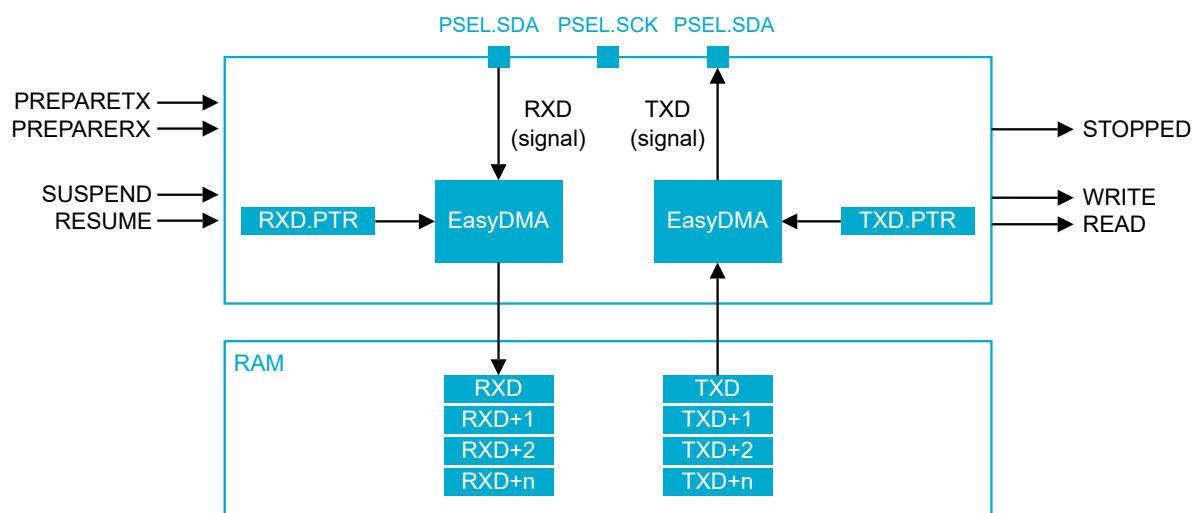 PSEL.SDA PSEL.SCK PSEL.SDA
PREPARETX
PREPARERX
RXD
(signal)
TXD
(signal)
STOPPED
SUSPEND
RESUME
RXD.PTR
EasyDMA
EasyDMA
TXD.PTR
WRITE
READ
RAM
RXD
RXD+1
RXD+2
RXD+n
TXD
TXD+1
TXD+2
TXD+n